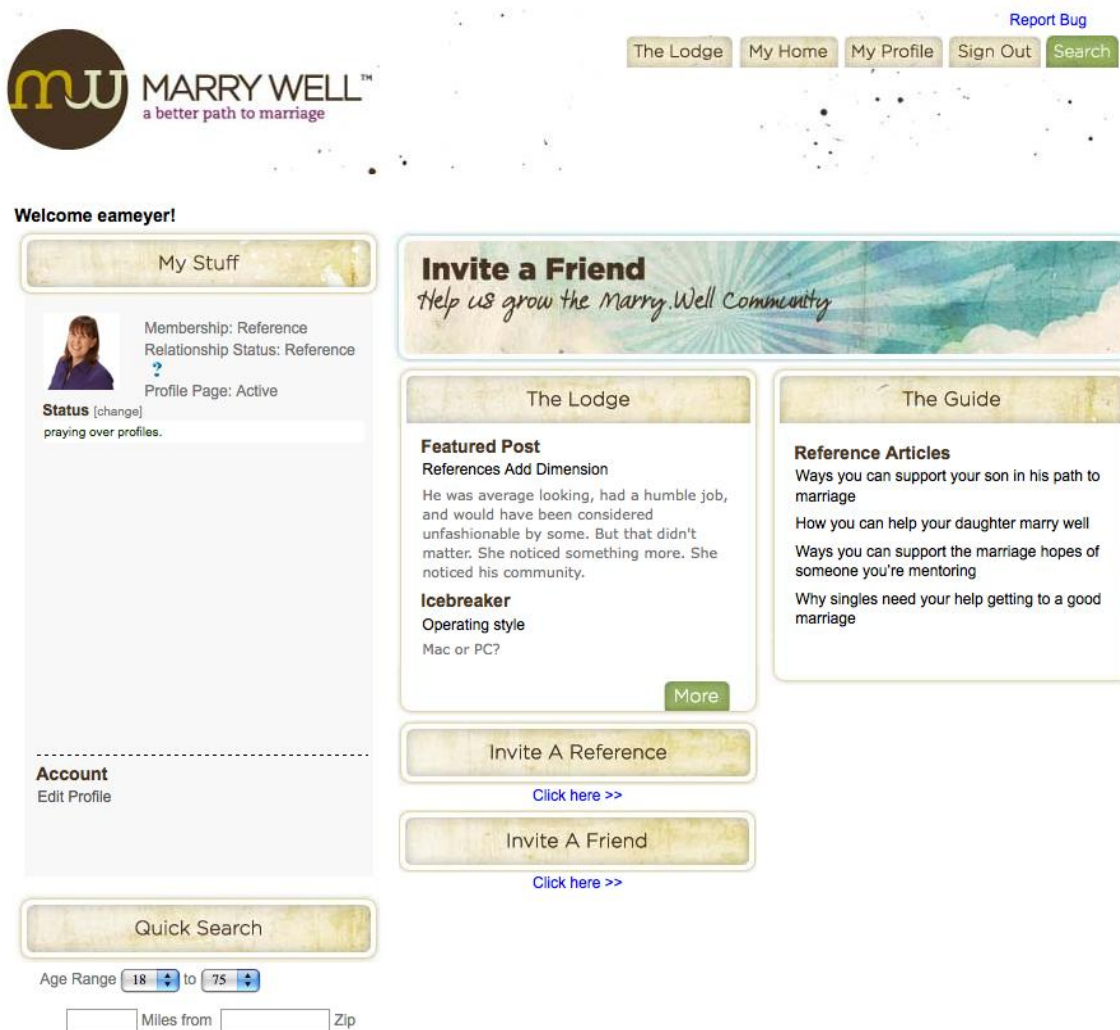 Report Bug
The Lodge My Home My Profile Sign Out Search
mw
MARRY WELL™
a better path to marriage
Welcome eameyer!
My Stuff
Membership: Reference
Relationship Status: Reference
?
Profile Page: Active
Status [change]
praying over profiles.
Account
Edit Profile
Quick Search
Age Range 18 to 75
Miles from Zip
Invite a Friend
Help us grow the Marry Well Community
The Lodge
Featured Post
References Add Dimension
He was average looking, had a humble job,
and would have been considered
unfashionable by some. But that didn't
matter. She noticed something more. She
noticed his community.
Icebreaker
Operating style
Mac or PC?
More
Invite A Reference
Click here >>
Invite A Friend
Click here >>
The Guide
Reference Articles
Ways you can support your son in his path to
marriage
How you can help your daughter marry well
Ways you can support the marriage hopes of
someone you're mentoring
Why singles need your help getting to a good
marriage